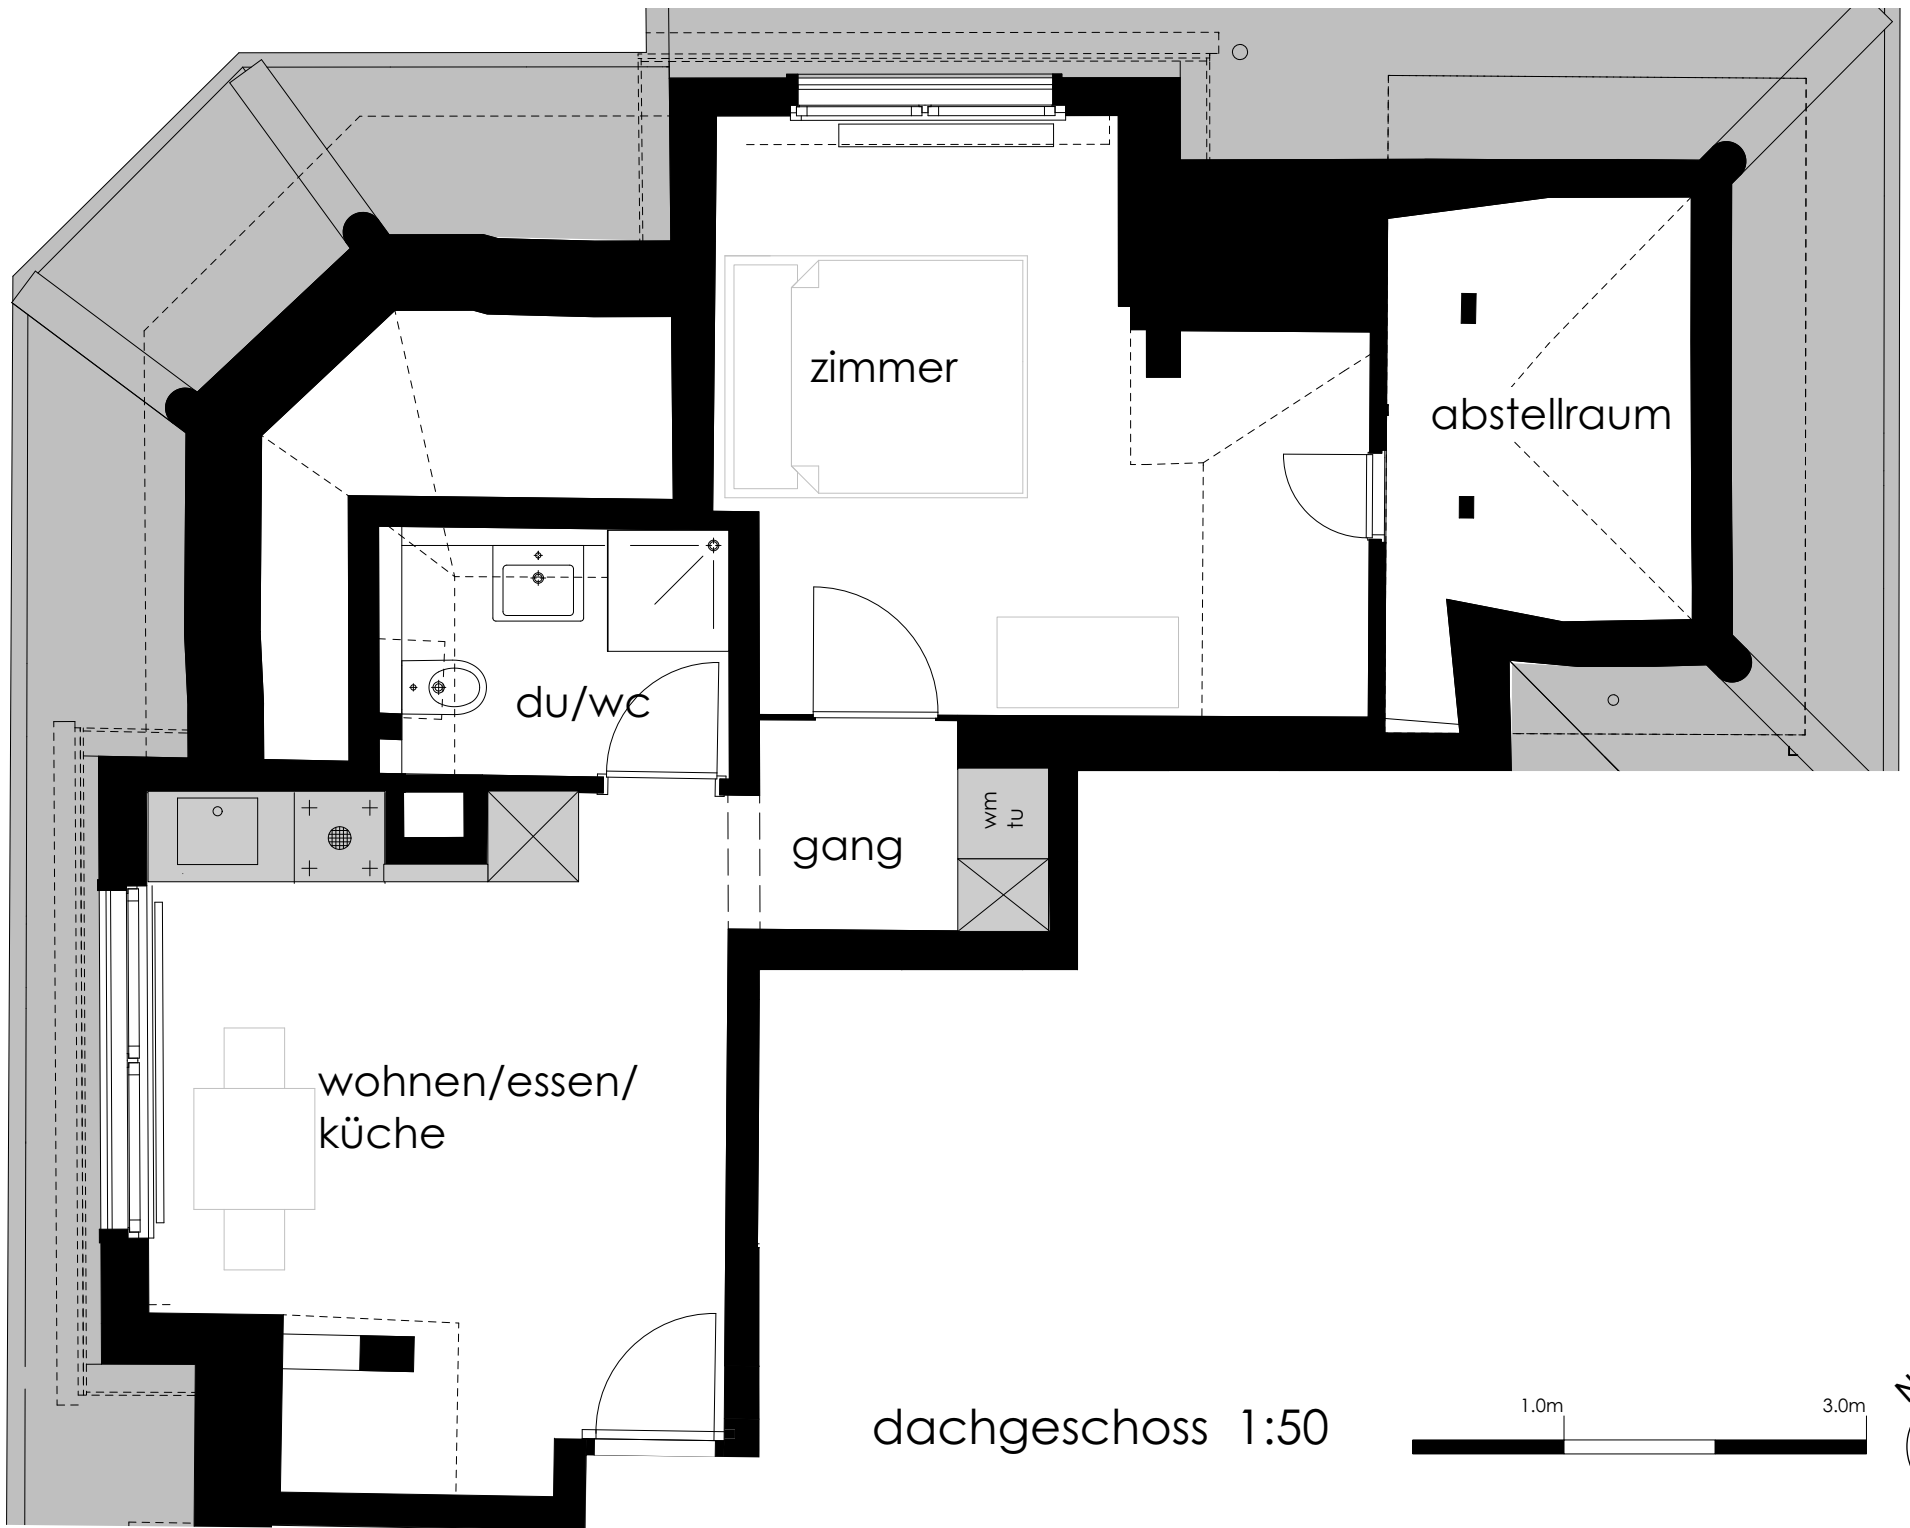 zimmer
abstellraum
du/wc
wm
tu
gang
wohnen/essen/
küche
dachgeschoss 1:50
1.0m
3.0m